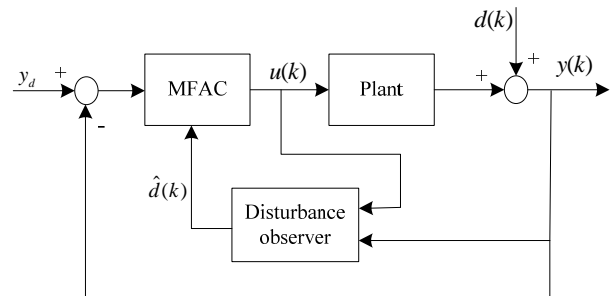 d(k)
y_d
+
-
MFAC
u(k)
Plant
+
+
y(k)
d̂(k)
Disturbance
observer